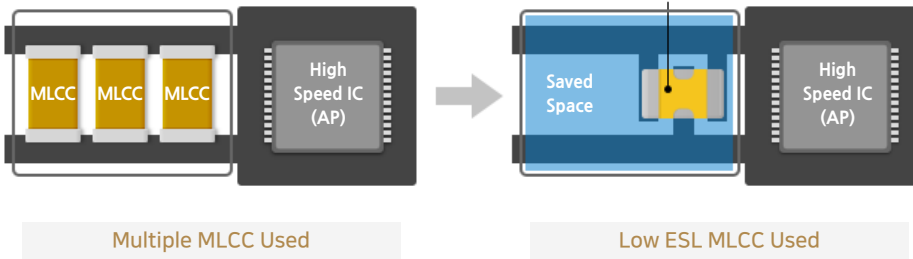 MLCC
MLCC
MLCC
High
Speed IC
(AP)
Saved
Space
High
Speed IC
(AP)
Multiple MLCC Used
Low ESL MLCC Used